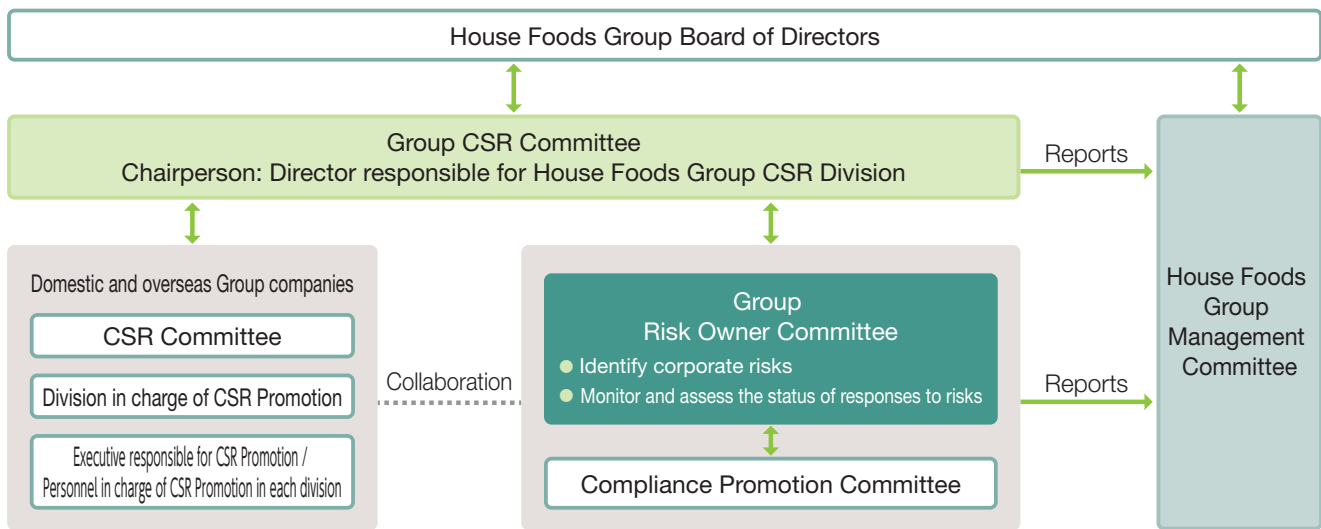 House Foods Group Board of Directors
Group CSR Committee
Chairperson: Director responsible for House Foods Group CSR Division
Reports
Domestic and overseas Group companies
CSR Committee
Division in charge of CSR Promotion
Executive responsible for CSR Promotion /
Personnel in charge of CSR Promotion in each division
Collaboration
Group
Risk Owner Committee
Identify corporate risks
Monitor and assess the status of responses to risks
Compliance Promotion Committee
Reports
House Foods
Group
Management
Committee